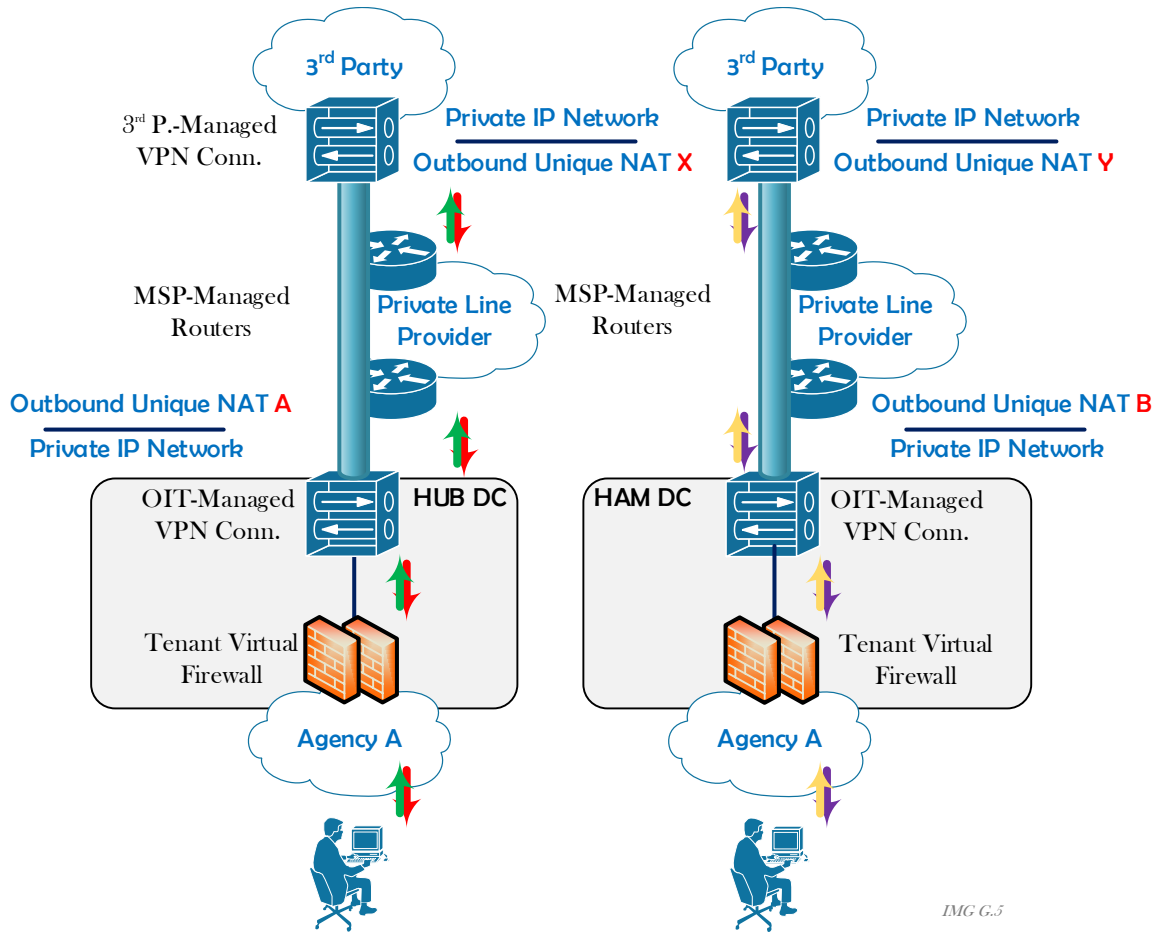 3rd Party
3rd P.-Managed
VPN Conn.
Private IP Network
Outbound Unique NAT X
MSP-Managed
Routers
Private Line
Provider
Outbound Unique NAT A
Private IP Network
OIT-Managed
VPN Conn.
HUB DC
Tenant Virtual
Firewall
Agency A
3rd Party
Private IP Network
Outbound Unique NAT Y
MSP-Managed
Routers
Private Line
Provider
Outbound Unique NAT B
Private IP Network
HAM DC
OIT-Managed
VPN Conn.
Tenant Virtual
Firewall
Agency A
IMG G.5